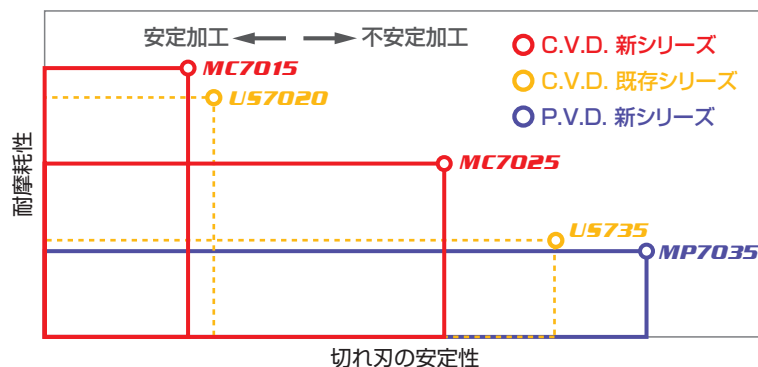 安定加工
不安定加工
C.V.D. 新シリーズ
C.V.D. 既存シリーズ
P.V.D. 新シリーズ
MC7015
US7020
MC7025
US735
MP7035
耐摩耗性
切れ刃の安定性